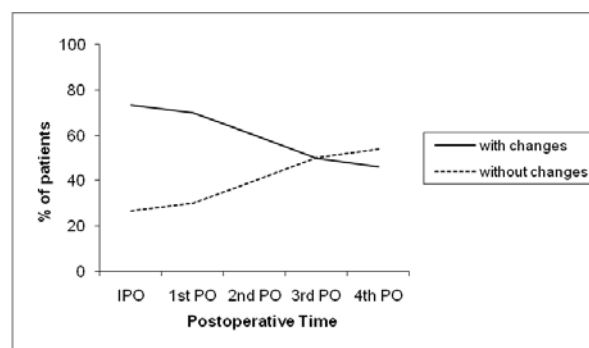 100
80
60
40
20
0
% of patients
IPO 1st PO 2nd PO 3rd PO 4th PO
Postoperative Time
with changes
without changes